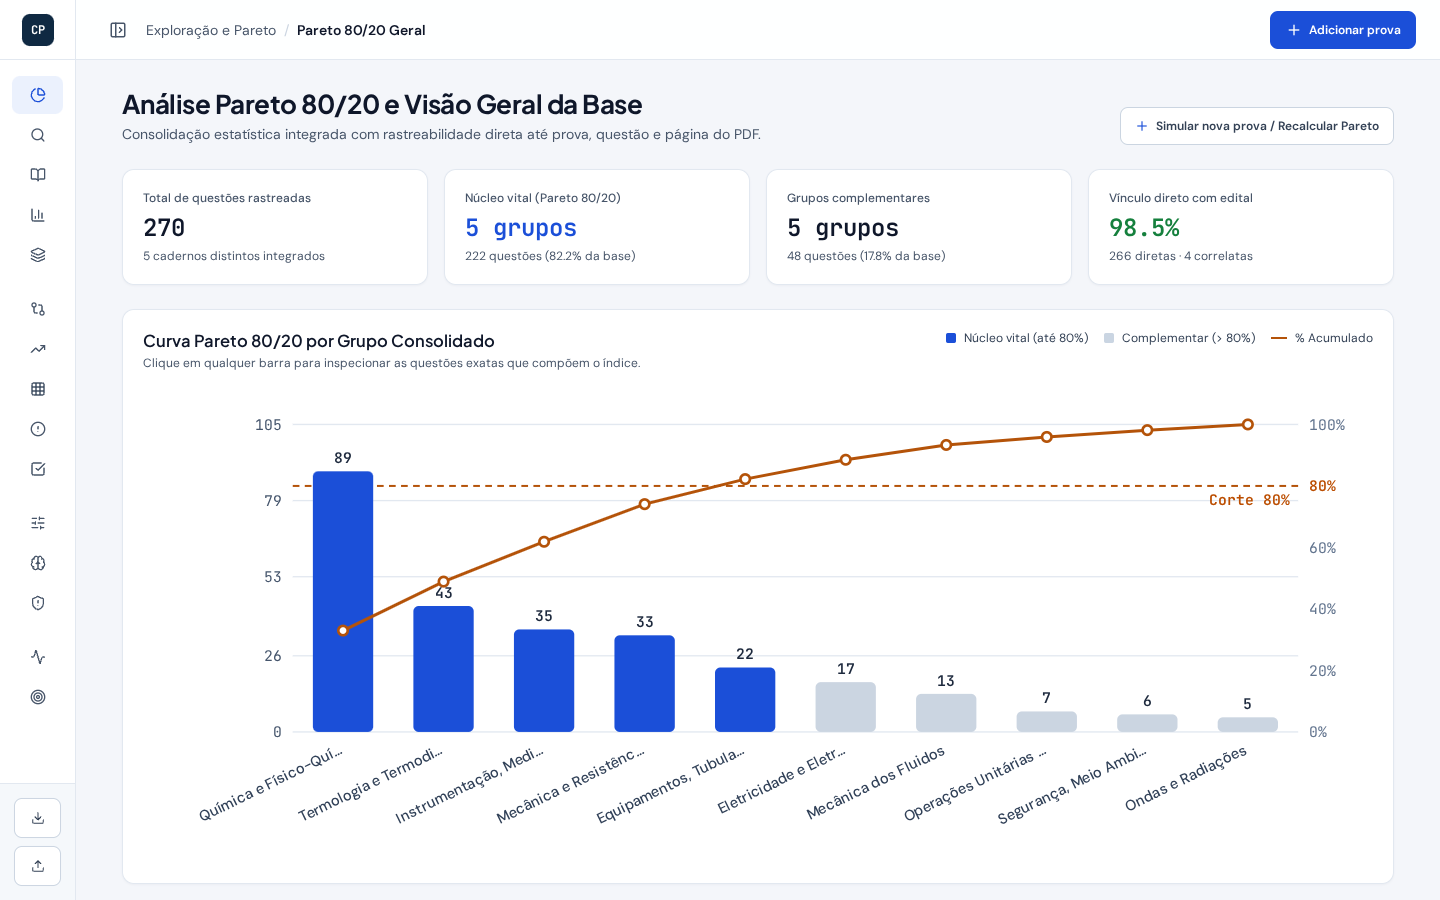 CP
Exploração e Pareto / Pareto 80/20 Geral
Adicionar prova
Análise Pareto 80/20 e Visão Geral da Base
Consolidação estatística integrada com rastreabilidade direta até prova, questão e página do PDF.
Simular nova prova / Recalcular Pareto
Total de questões rastreadas
270
5 cadernos distintos integrados
Núcleo vital (Pareto 80/20)
5 grupos
222 questões (82.2% da base)
Grupos complementares
5 grupos
48 questões (17.8% da base)
Vínculo direto com edital
98.5%
266 diretas · 4 correlatas
Curva Pareto 80/20 por Grupo Consolidado
Clique em qualquer barra para inspecionar as questões exatas que compõem o índice.
Núcleo vital (até 80%)
Complementar (> 80%)
% Acumulado
105
79
53
26
0
89
43
35
33
22
17
13
7
6
5
100%
80%
Corte 80%
60%
40%
20%
0%
Química e Físico-Quí...
Termologia e Termodi...
Instrumentação, Medi...
Mecânica e Resistênc...
Equipamentos, Tubula...
Eletricidade e Eletr...
Mecânica dos Fluidos
Operações Unitárias ...
Segurança, Meio Ambi...
Ondas e Radiações